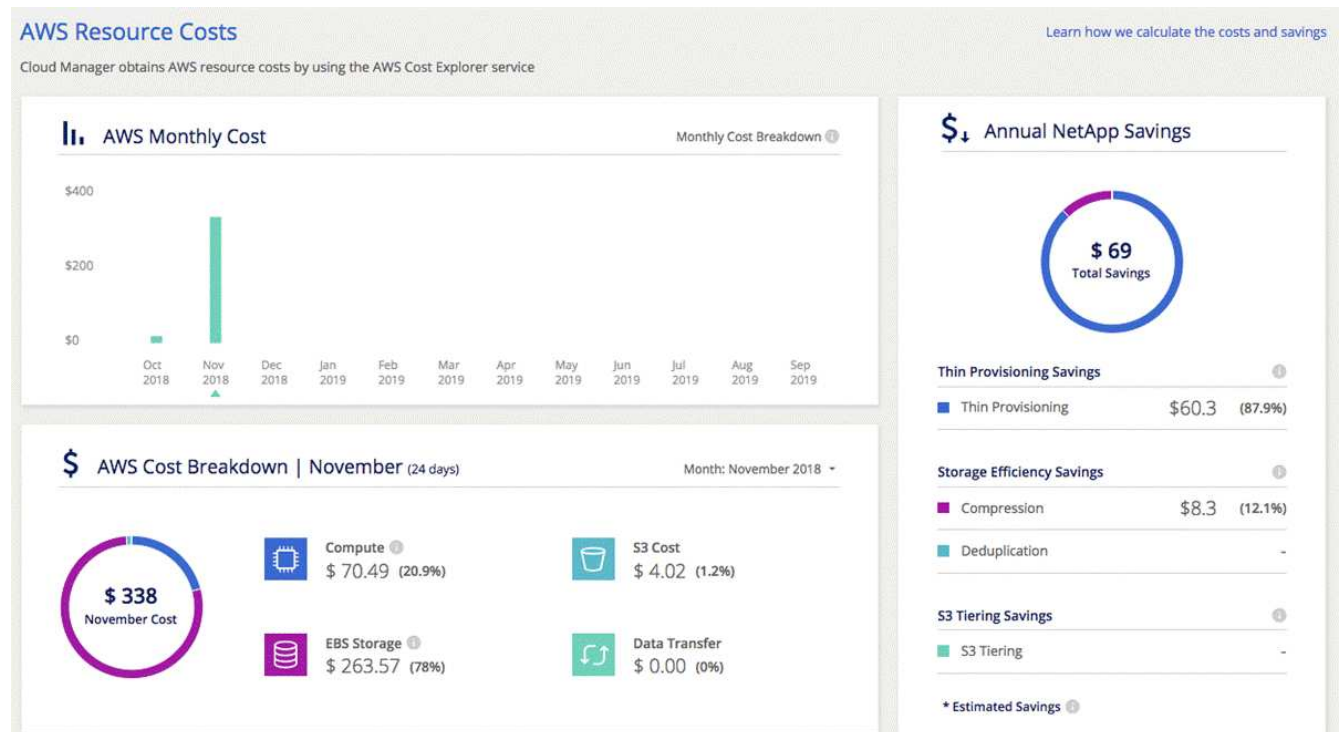 AWS Resource Costs
Learn how we calculate the costs and savings
Cloud Manager obtains AWS resource costs by using the AWS Cost Explorer service
AWS Monthly Cost
Monthly Cost Breakdown
$400
$200
$0
Oct Nov Dec Jan Feb Mar Apr May Jun Jul Aug Sep
2018 2018 2018 2019 2019 2019 2019 2019 2019 2019 2019 2019
AWS Cost Breakdown | November (24 days)
Month: November 2018
$ 338
November Cost
Compute
$ 70.49 (20.9%)
S3 Cost
$ 4.02 (1.2%)
EBS Storage
$ 263.57 (78%)
Data Transfer
$ 0.00 (0%)
$ Annual NetApp Savings
$ 69
Total Savings
Thin Provisioning Savings
Thin Provisioning $60.3 (87.9%)
Storage Efficiency Savings
Compression $8.3 (12.1%)
Deduplication -
S3 Tiering Savings
S3 Tiering -
* Estimated Savings